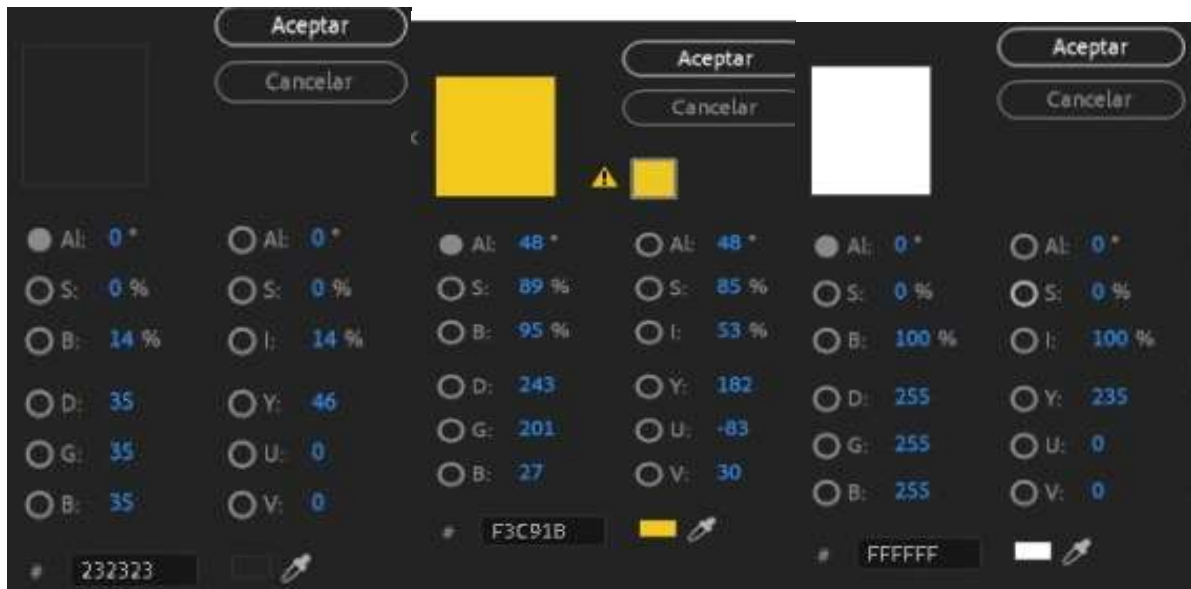 Aceptar
Cancelar
Al: 0 ° Al: 0 °
S: 0 % S: 0 %
B: 14 % I: 14 %
D: 35 Y: 46
G: 35 U: 0
B: 35 V: 0
# 232323
Aceptar
Cancelar
Al: 48 ° Al: 48 °
S: 89 % S: 85 %
B: 95 % I: 53 %
D: 243 Y: 182
G: 201 U: -83
B: 27 V: 30
# F3C91B
Aceptar
Cancelar
Al: 0 ° Al: 0 °
S: 0 % S: 0 %
B: 100 % I: 100 %
D: 255 Y: 235
G: 255 U: 0
B: 255 V: 0
# FFFFFF